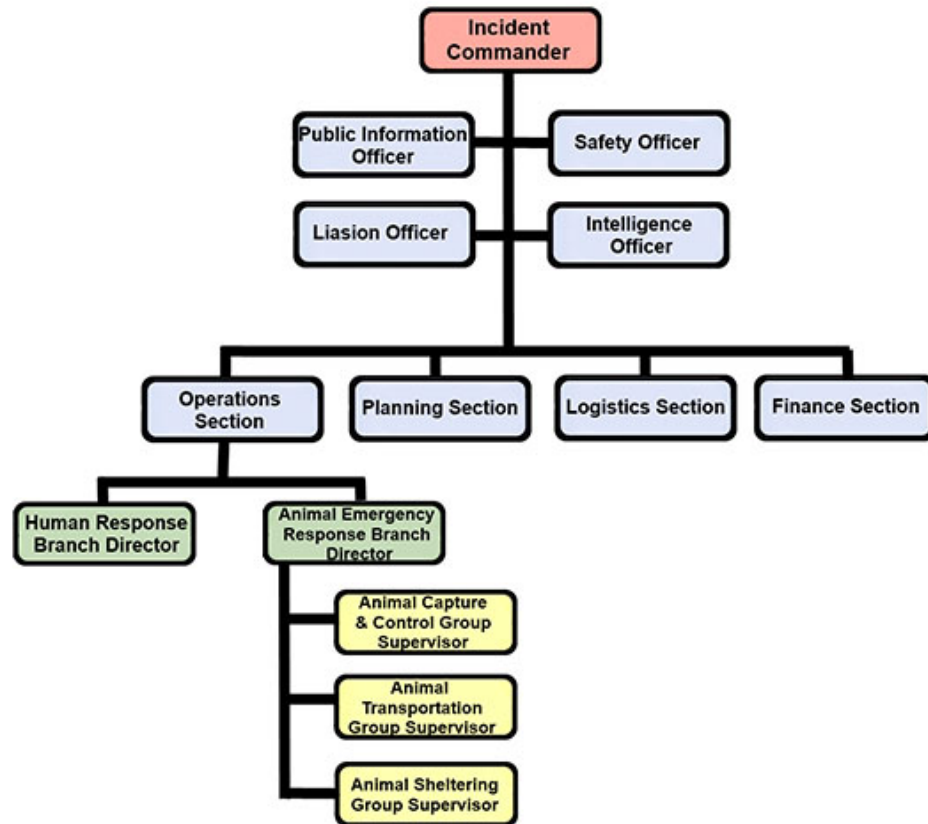 Incident
Commander
Public Information
Officer
Safety Officer
Liasion Officer
Intelligence
Officer
Operations
Section
Planning Section
Logistics Section
Finance Section
Human Response
Branch Director
Animal Emergency
Response Branch
Director
Animal Capture
& Control Group
Supervisor
Animal
Transportation
Group Supervisor
Animal Sheltering
Group Supervisor